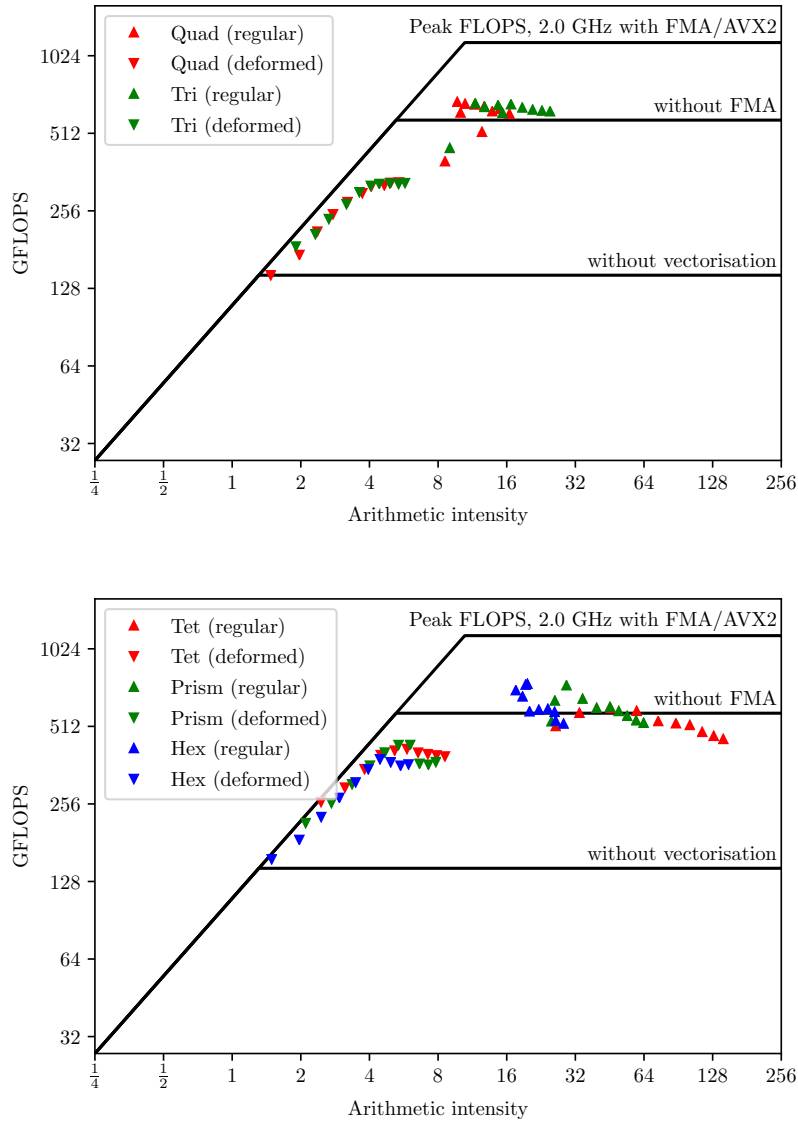 Peak FLOPS, 2.0 GHz with FMA/AVX2
Quad (regular)
Quad (deformed)
Tri (regular)
Tri (deformed)
without FMA
without vectorisation
GFLOPS
1024
512
256
128
64
32
1/4 1/2 1 2 4 8 16 32 64 128 256
Arithmetic intensity
Peak FLOPS, 2.0 GHz with FMA/AVX2
Tet (regular)
Tet (deformed)
Prism (regular)
Prism (deformed)
Hex (regular)
Hex (deformed)
without FMA
without vectorisation
GFLOPS
1024
512
256
128
64
32
1/4 1/2 1 2 4 8 16 32 64 128 256
Arithmetic intensity